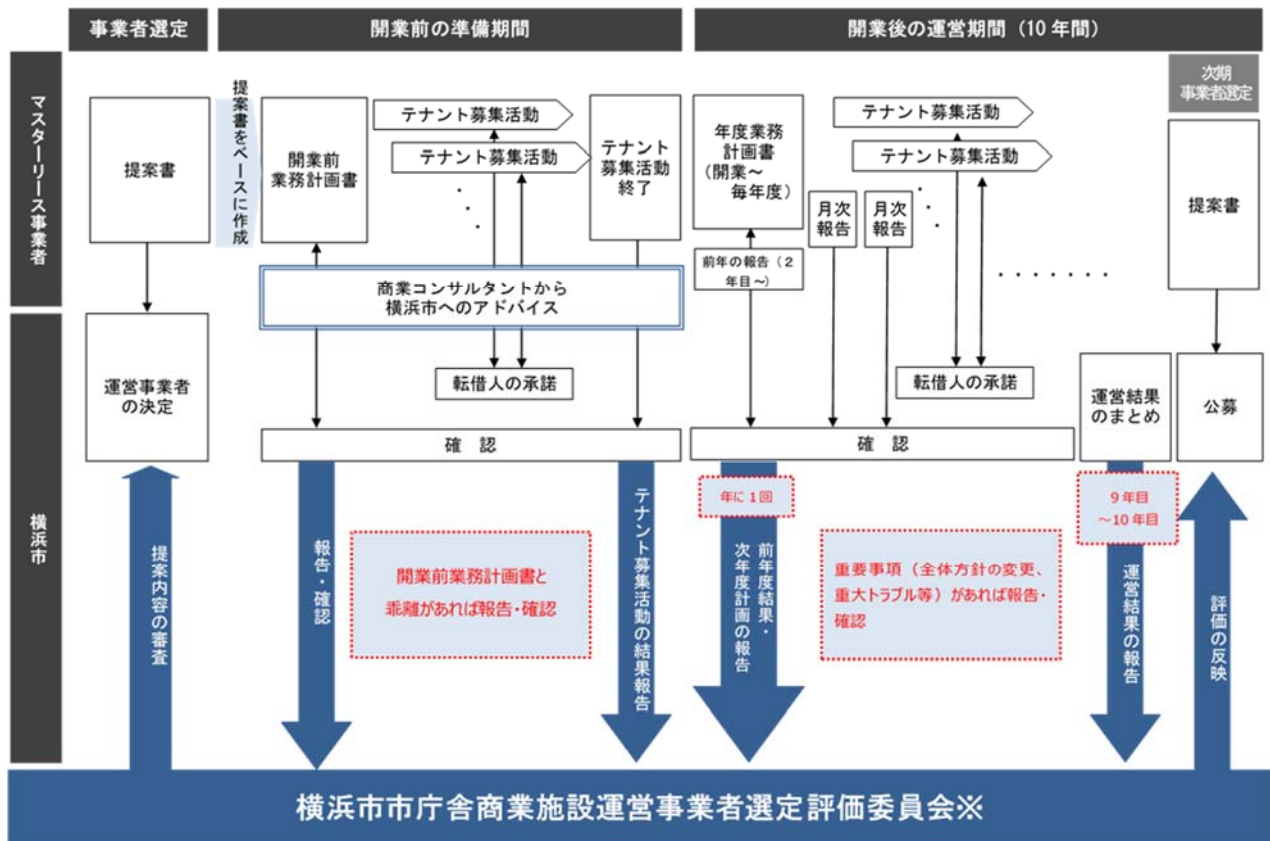 事業者選定
開業前の準備期間
開業後の運営期間（10年間）
次期
事業者選定
マスターリース事業者
提案書
提案書をベースに作成
開業前
業務計画書
テナント募集活動
テナント募集活動
テナント
募集活動
終了
年度業務
計画書
（開業～
毎年度）
前年の報告（２
年目～）
月次
報告
月次
報告
テナント募集活動
テナント募集活動
提案書
商業コンサルタントから
横浜市へのアドバイス
横浜市
運営事業者
の決定
転借人の承諾
確 認
転借人の承諾
確 認
運営結果
のまとめ
公募
提案内容の審査
報告・確認
開業前業務計画書と
乖離があれば報告・確認
テナント募集活動の結果報告
年に１回
前年度結果・
次年度計画の報告
重要事項（全体方針の変更、
重大トラブル等）があれば報告・
確認
９年目
～10年目
運営結果の報告
評価の反映
横浜市市庁舎商業施設運営事業者選定評価委員会※